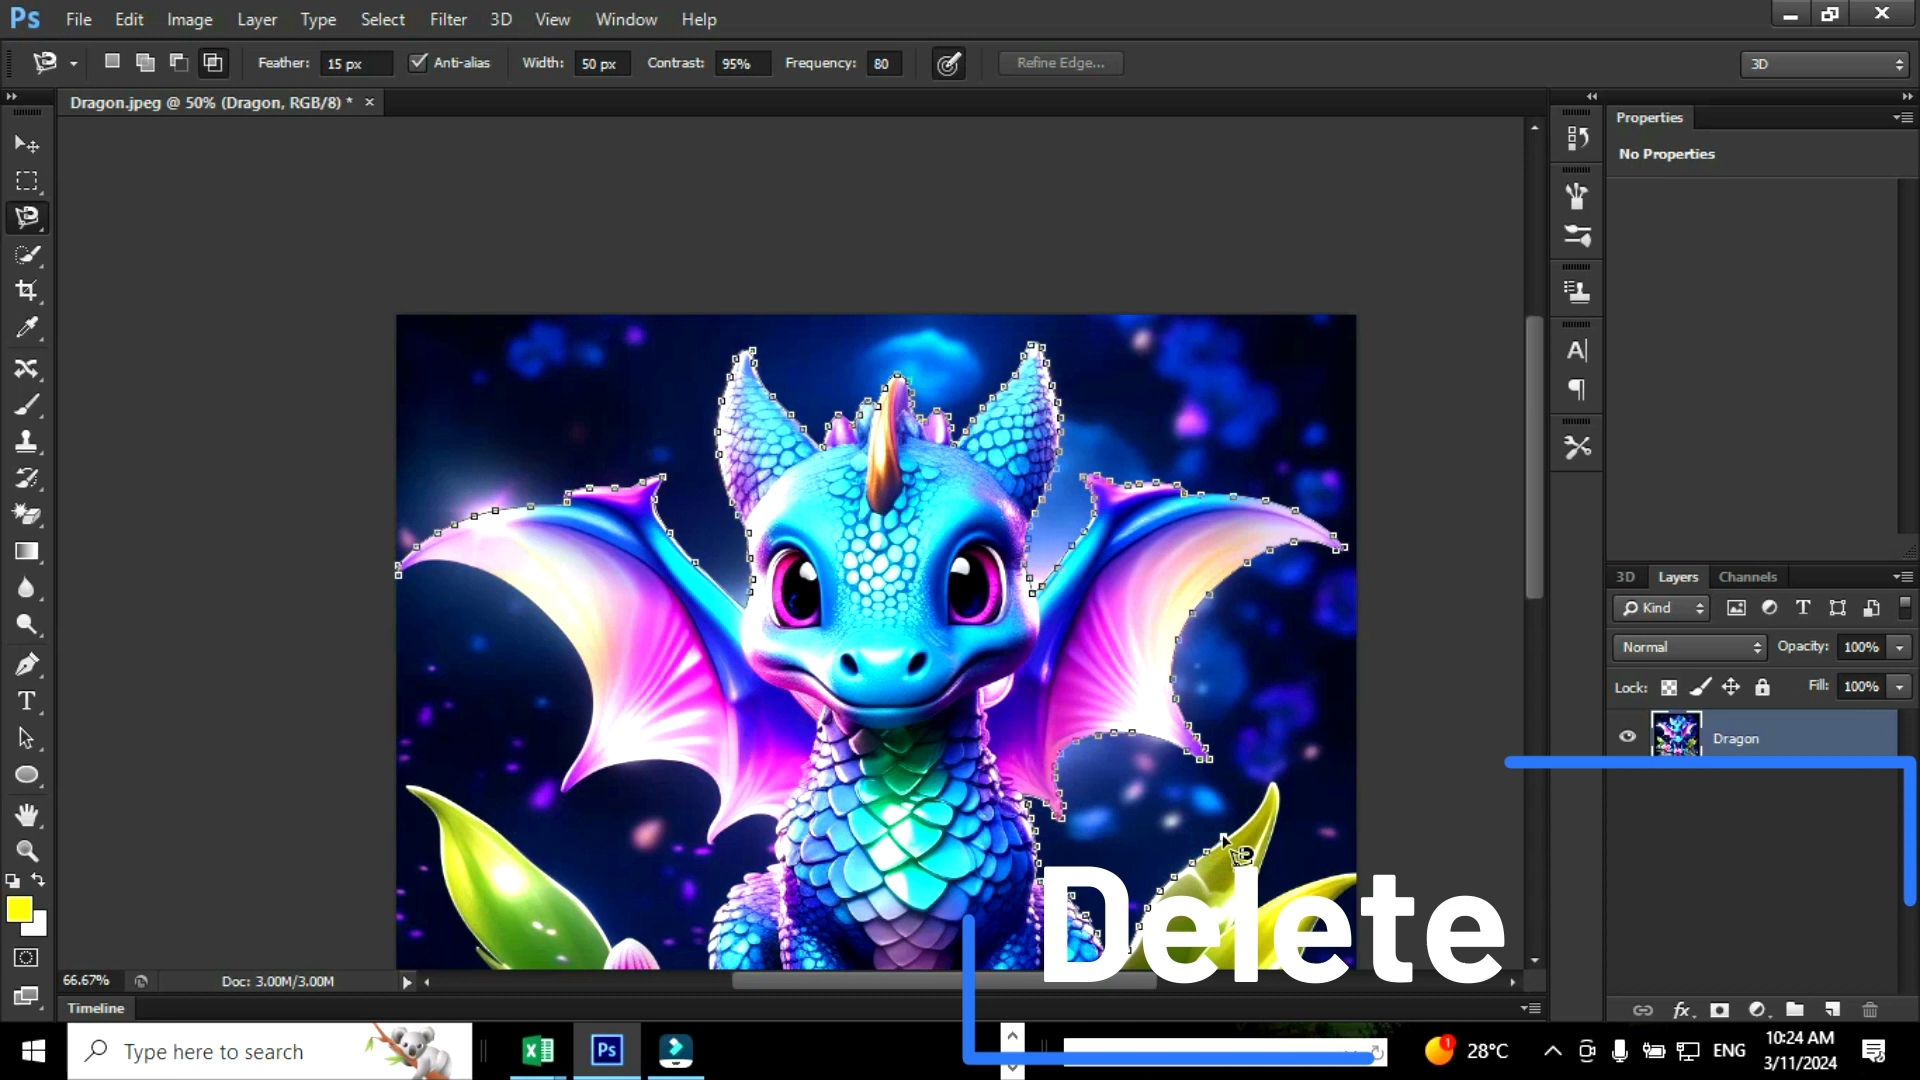 Ps File Edit Image Layer Type Select Filter 3D View Window Help
Feather: 15 px Anti-alias Width: 50 px Contrast: 95% Frequency: 80 Refine Edge... 3D
Dragon.jpeg @ 50% (Dragon, RGB/8) * ×
Properties
No Properties
3D Layers Channels
Kind
Normal Opacity: 100%
Lock: Fill: 100%
Dragon
Delete
66.67% Doc: 3.00M/3.00M
Timeline
Type here to search
Ps
1 28°C ENG 10:24 AM
3/11/2024